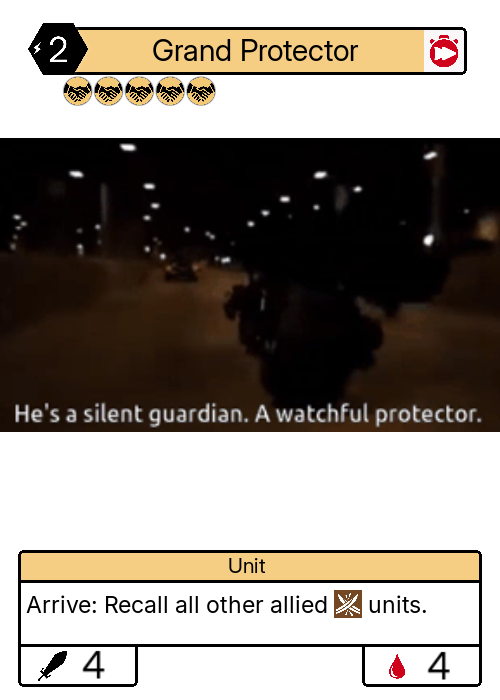 2
Grand Protector
He's a silent guardian. A watchful protector.
Unit
Arrive: Recall all other allied units.
4
4